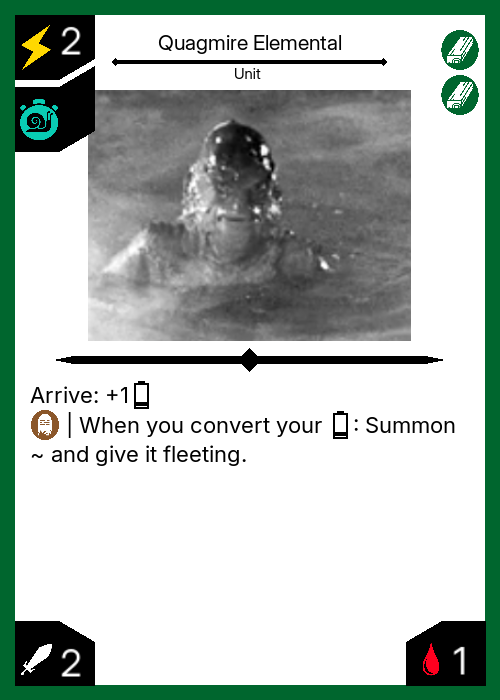 2
Quagmire Elemental
Unit
Arrive: +1
| When you convert your : Summon
~ and give it fleeting.
2
1